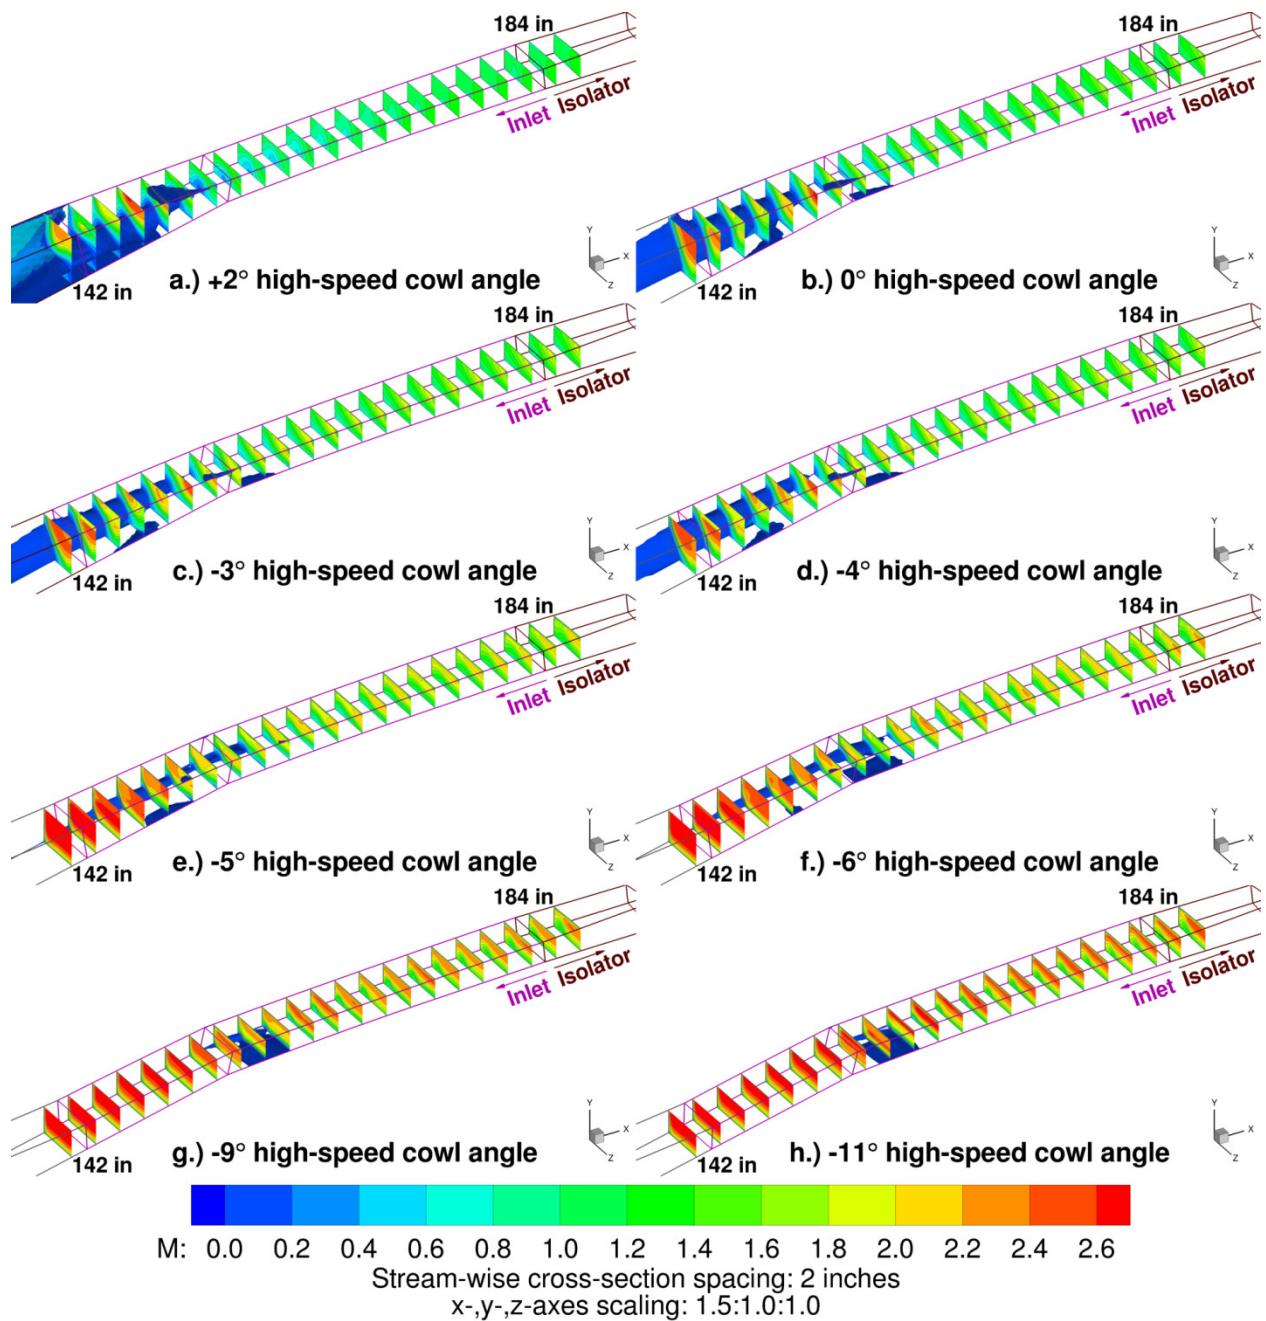 184 in
184 in
Inlet Isolator
Inlet Isolator
Y
X
Z
Y
X
Z
a.) +2° high-speed cowl angle
b.) 0° high-speed cowl angle
142 in
142 in
184 in
184 in
Inlet Isolator
Inlet Isolator
Y
X
Z
Y
X
Z
c.) -3° high-speed cowl angle
d.) -4° high-speed cowl angle
142 in
142 in
184 in
184 in
Inlet Isolator
Inlet Isolator
Y
X
Z
Y
X
Z
e.) -5° high-speed cowl angle
f.) -6° high-speed cowl angle
142 in
142 in
184 in
184 in
Inlet Isolator
Inlet Isolator
Y
X
Z
Y
X
Z
g.) -9° high-speed cowl angle
h.) -11° high-speed cowl angle
142 in
142 in
M: 0.0 0.2 0.4 0.6 0.8 1.0 1.2 1.4 1.6 1.8 2.0 2.2 2.4 2.6
Stream-wise cross-section spacing: 2 inches
x-,y-,z-axes scaling: 1.5:1.0:1.0